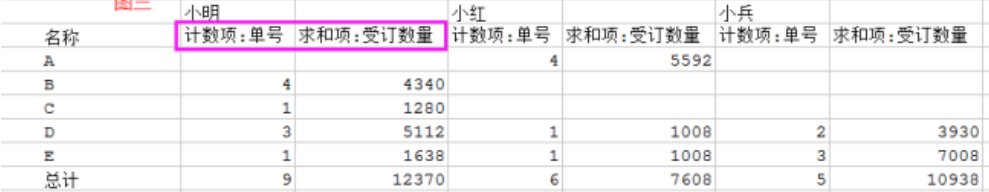 图三
小明 小红 小兵
名称 计数项:单号 求和项:受订数量 计数项:单号 求和项:受订数量 计数项:单号 求和项:受订数量
A 4 5592
B 4 4340
C 1 1280
D 3 5112 1 1008 2 3930
E 1 1638 1 1008 3 7008
总计 9 12370 6 7608 5 10938